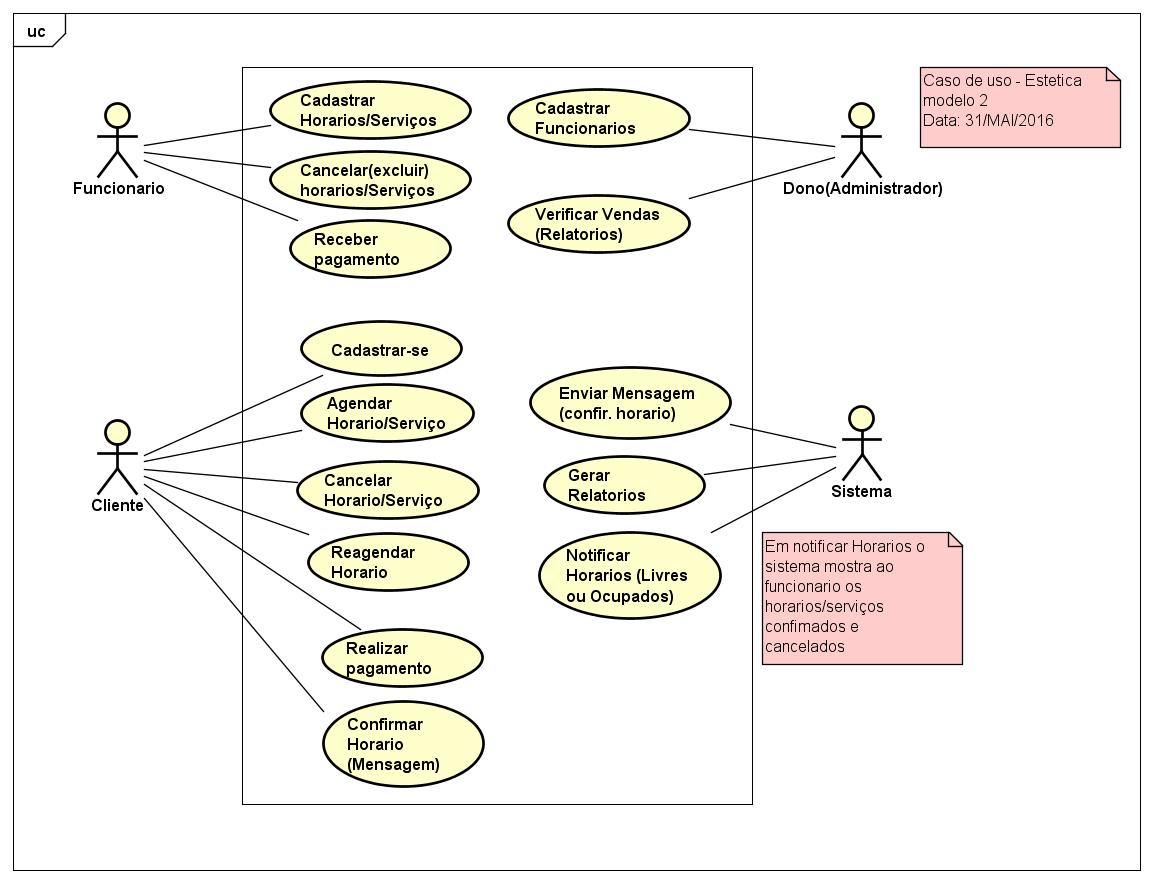 uc
Caso de uso - Estetica
modelo 2
Data: 31/MAI/2016
Funcionario
Cadastrar
Horarios/Serviços
Cancelar(excluir)
horarios/Serviços
Receber
pagamento
Cadastrar
Funcionarios
Verificar Vendas
(Relatorios)
Dono(Administrador)
Cliente
Cadastrar-se
Agendar
Horario/Serviço
Cancelar
Horario/Serviço
Reagendar
Horario
Realizar
pagamento
Confirmar
Horario
(Mensagem)
Enviar Mensagem
(confir. horario)
Gerar
Relatorios
Notificar
Horarios (Livres
ou Ocupados)
Sistema
Em notificar Horarios o
sistema mostra ao
funcionario os
horarios/serviços
confimados e
cancelados